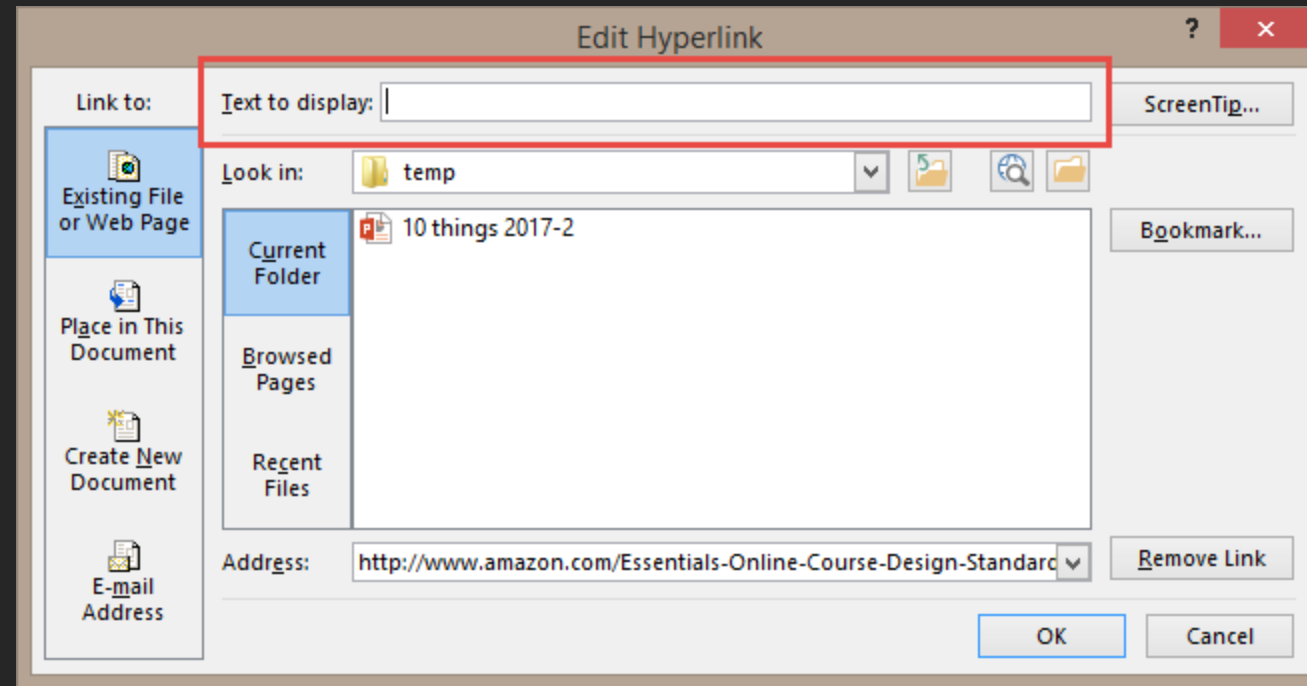 Edit Hyperlink
?
Link to:
Text to display:
ScreenTip...
Existing File
or Web Page
Look in:
temp
Current
Folder
10 things 2017-2
Bookmark...
Place in This
Document
Browsed
Pages
Create New
Document
Recent
Files
E-mail
Address
Address:
http://www.amazon.com/Essentials-Online-Course-Design-Standard
Remove Link
OK
Cancel